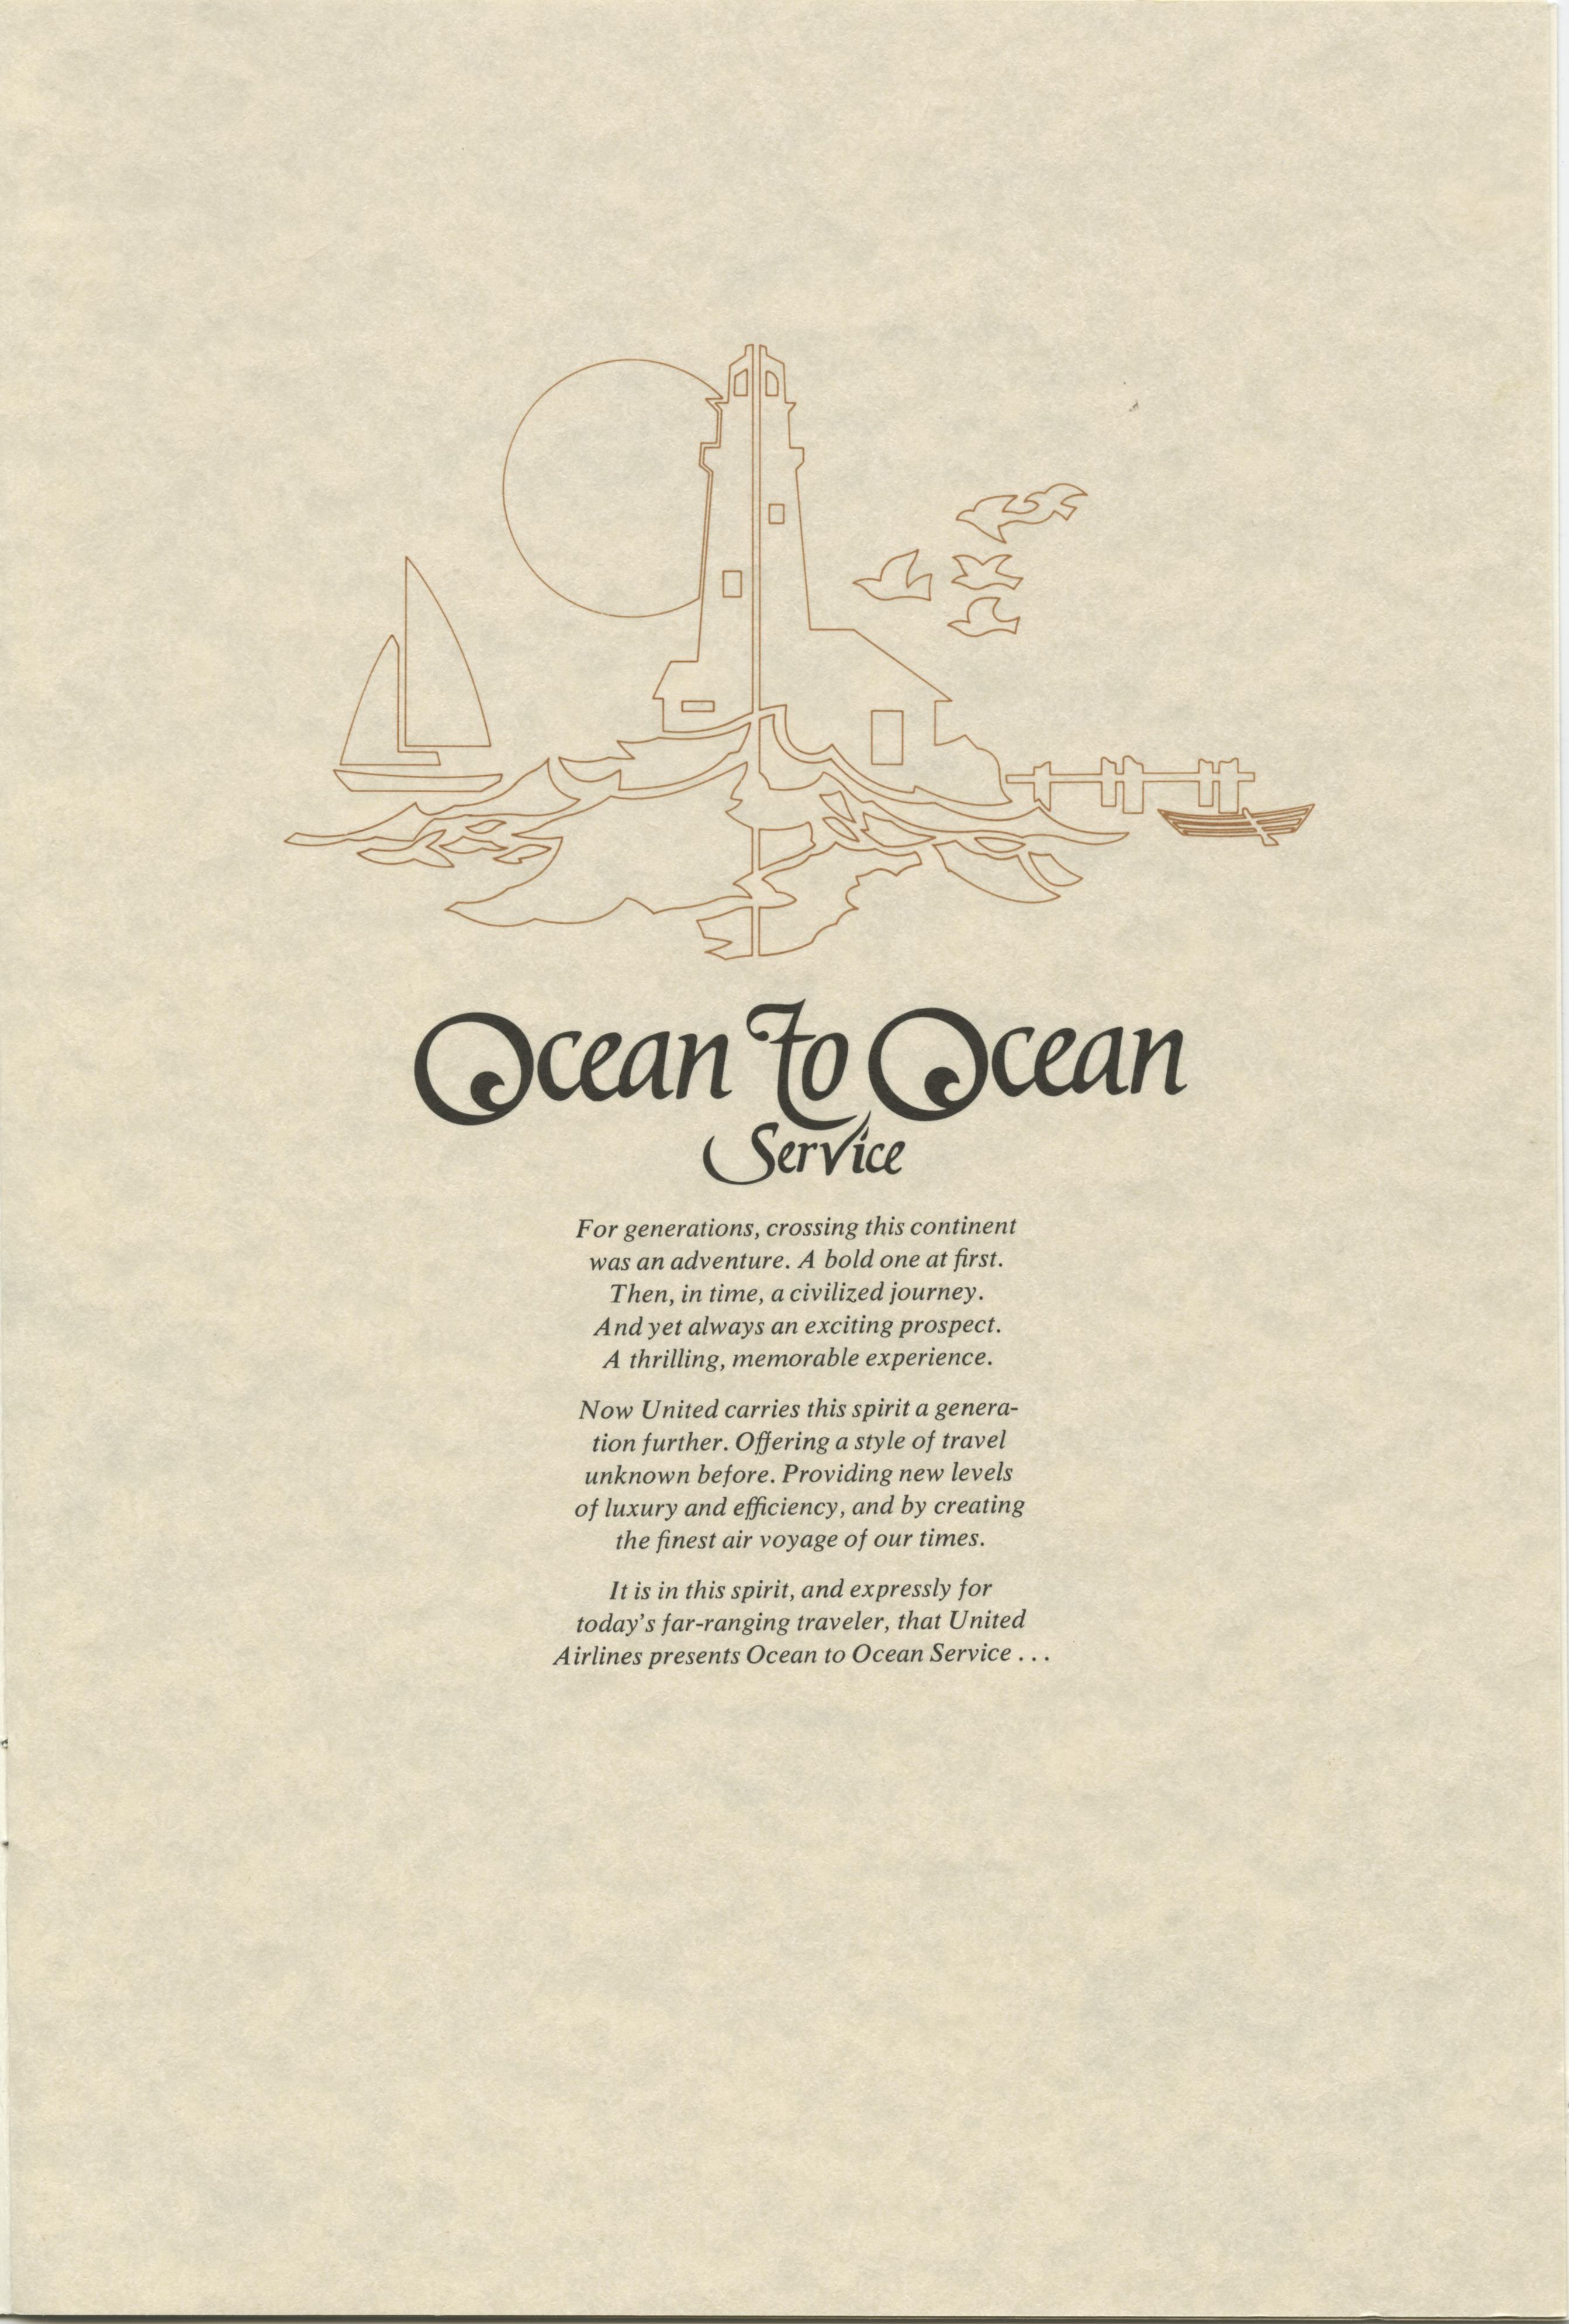 Ocean to Ocean
Service
For generations, crossing this continent
was an adventure. A bold one at first.
Then, in time, a civilized journey.
And yet always an exciting prospect.
A thrilling, memorable experience.
Now United carries this spirit a genera-
tion further. Offering a style of travel
unknown before. Providing new levels
of luxury and efficiency, and by creating
the finest air voyage of our times.
It is in this spirit, and expressly for
today's far-ranging traveler, that United
Airlines presents Ocean to Ocean Service . . .